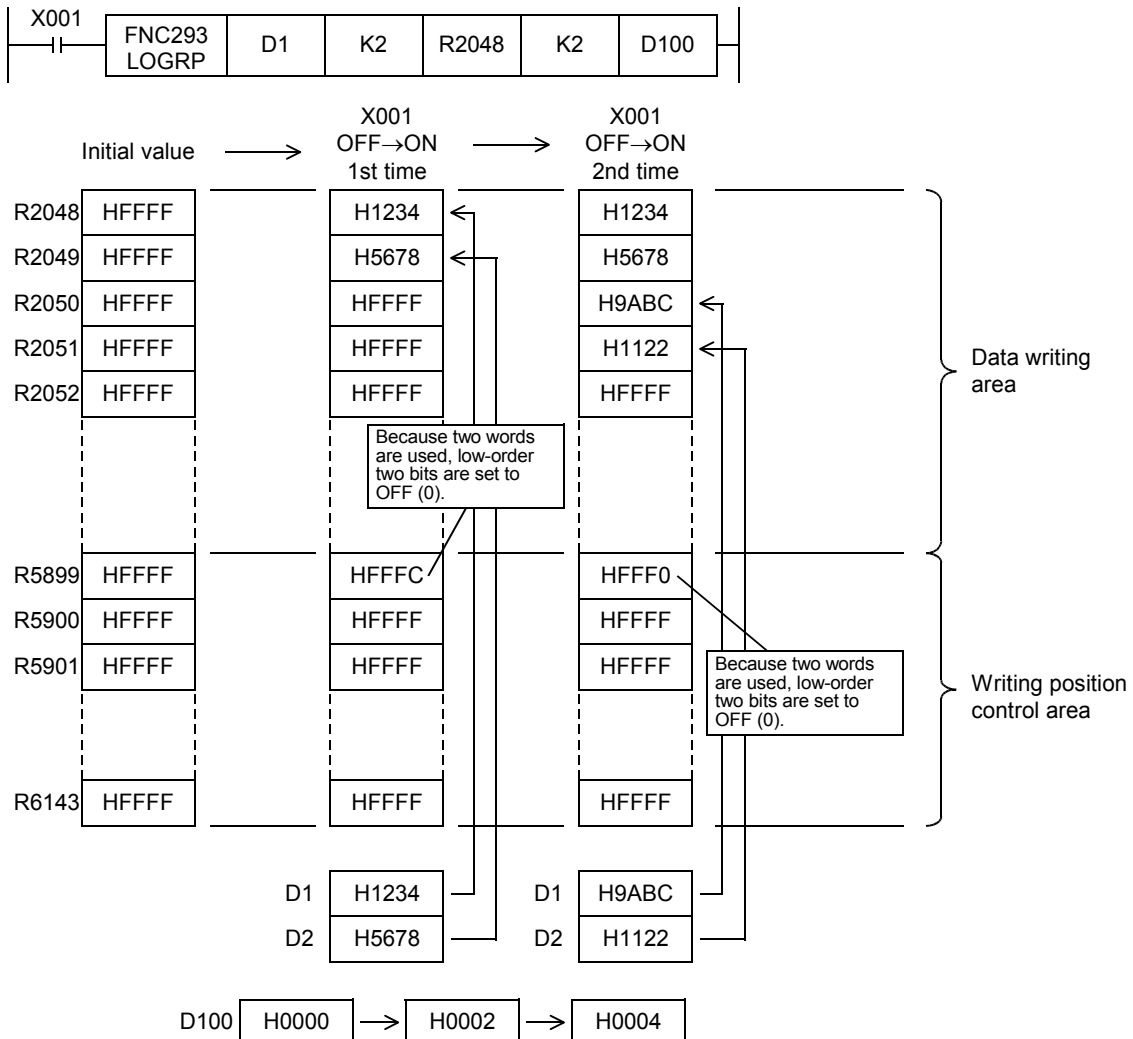 X001
FNC293 LOGRP D1 K2 R2048 K2 D100
Initial value
X001
OFF→ON
1st time
X001
OFF→ON
2nd time
R2048 HFFFF H1234 H1234
R2049 HFFFF H5678 H5678
R2050 HFFFF HFFFF H9ABC
R2051 HFFFF HFFFF H1122
R2052 HFFFF HFFFF HFFFF
Data writing
area
Because two words
are used, low-order
two bits are set to
OFF (0).
R5899 HFFFF HFFFC HFFF0
R5900 HFFFF HFFFF HFFFF
R5901 HFFFF HFFFF HFFFF
Because two words
are used, low-order
two bits are set to
OFF (0).
Writing position
control area
R6143 HFFFF HFFFF HFFFF
D1 H1234 D1 H9ABC
D2 H5678 D2 H1122
D100 H0000 → H0002 → H0004